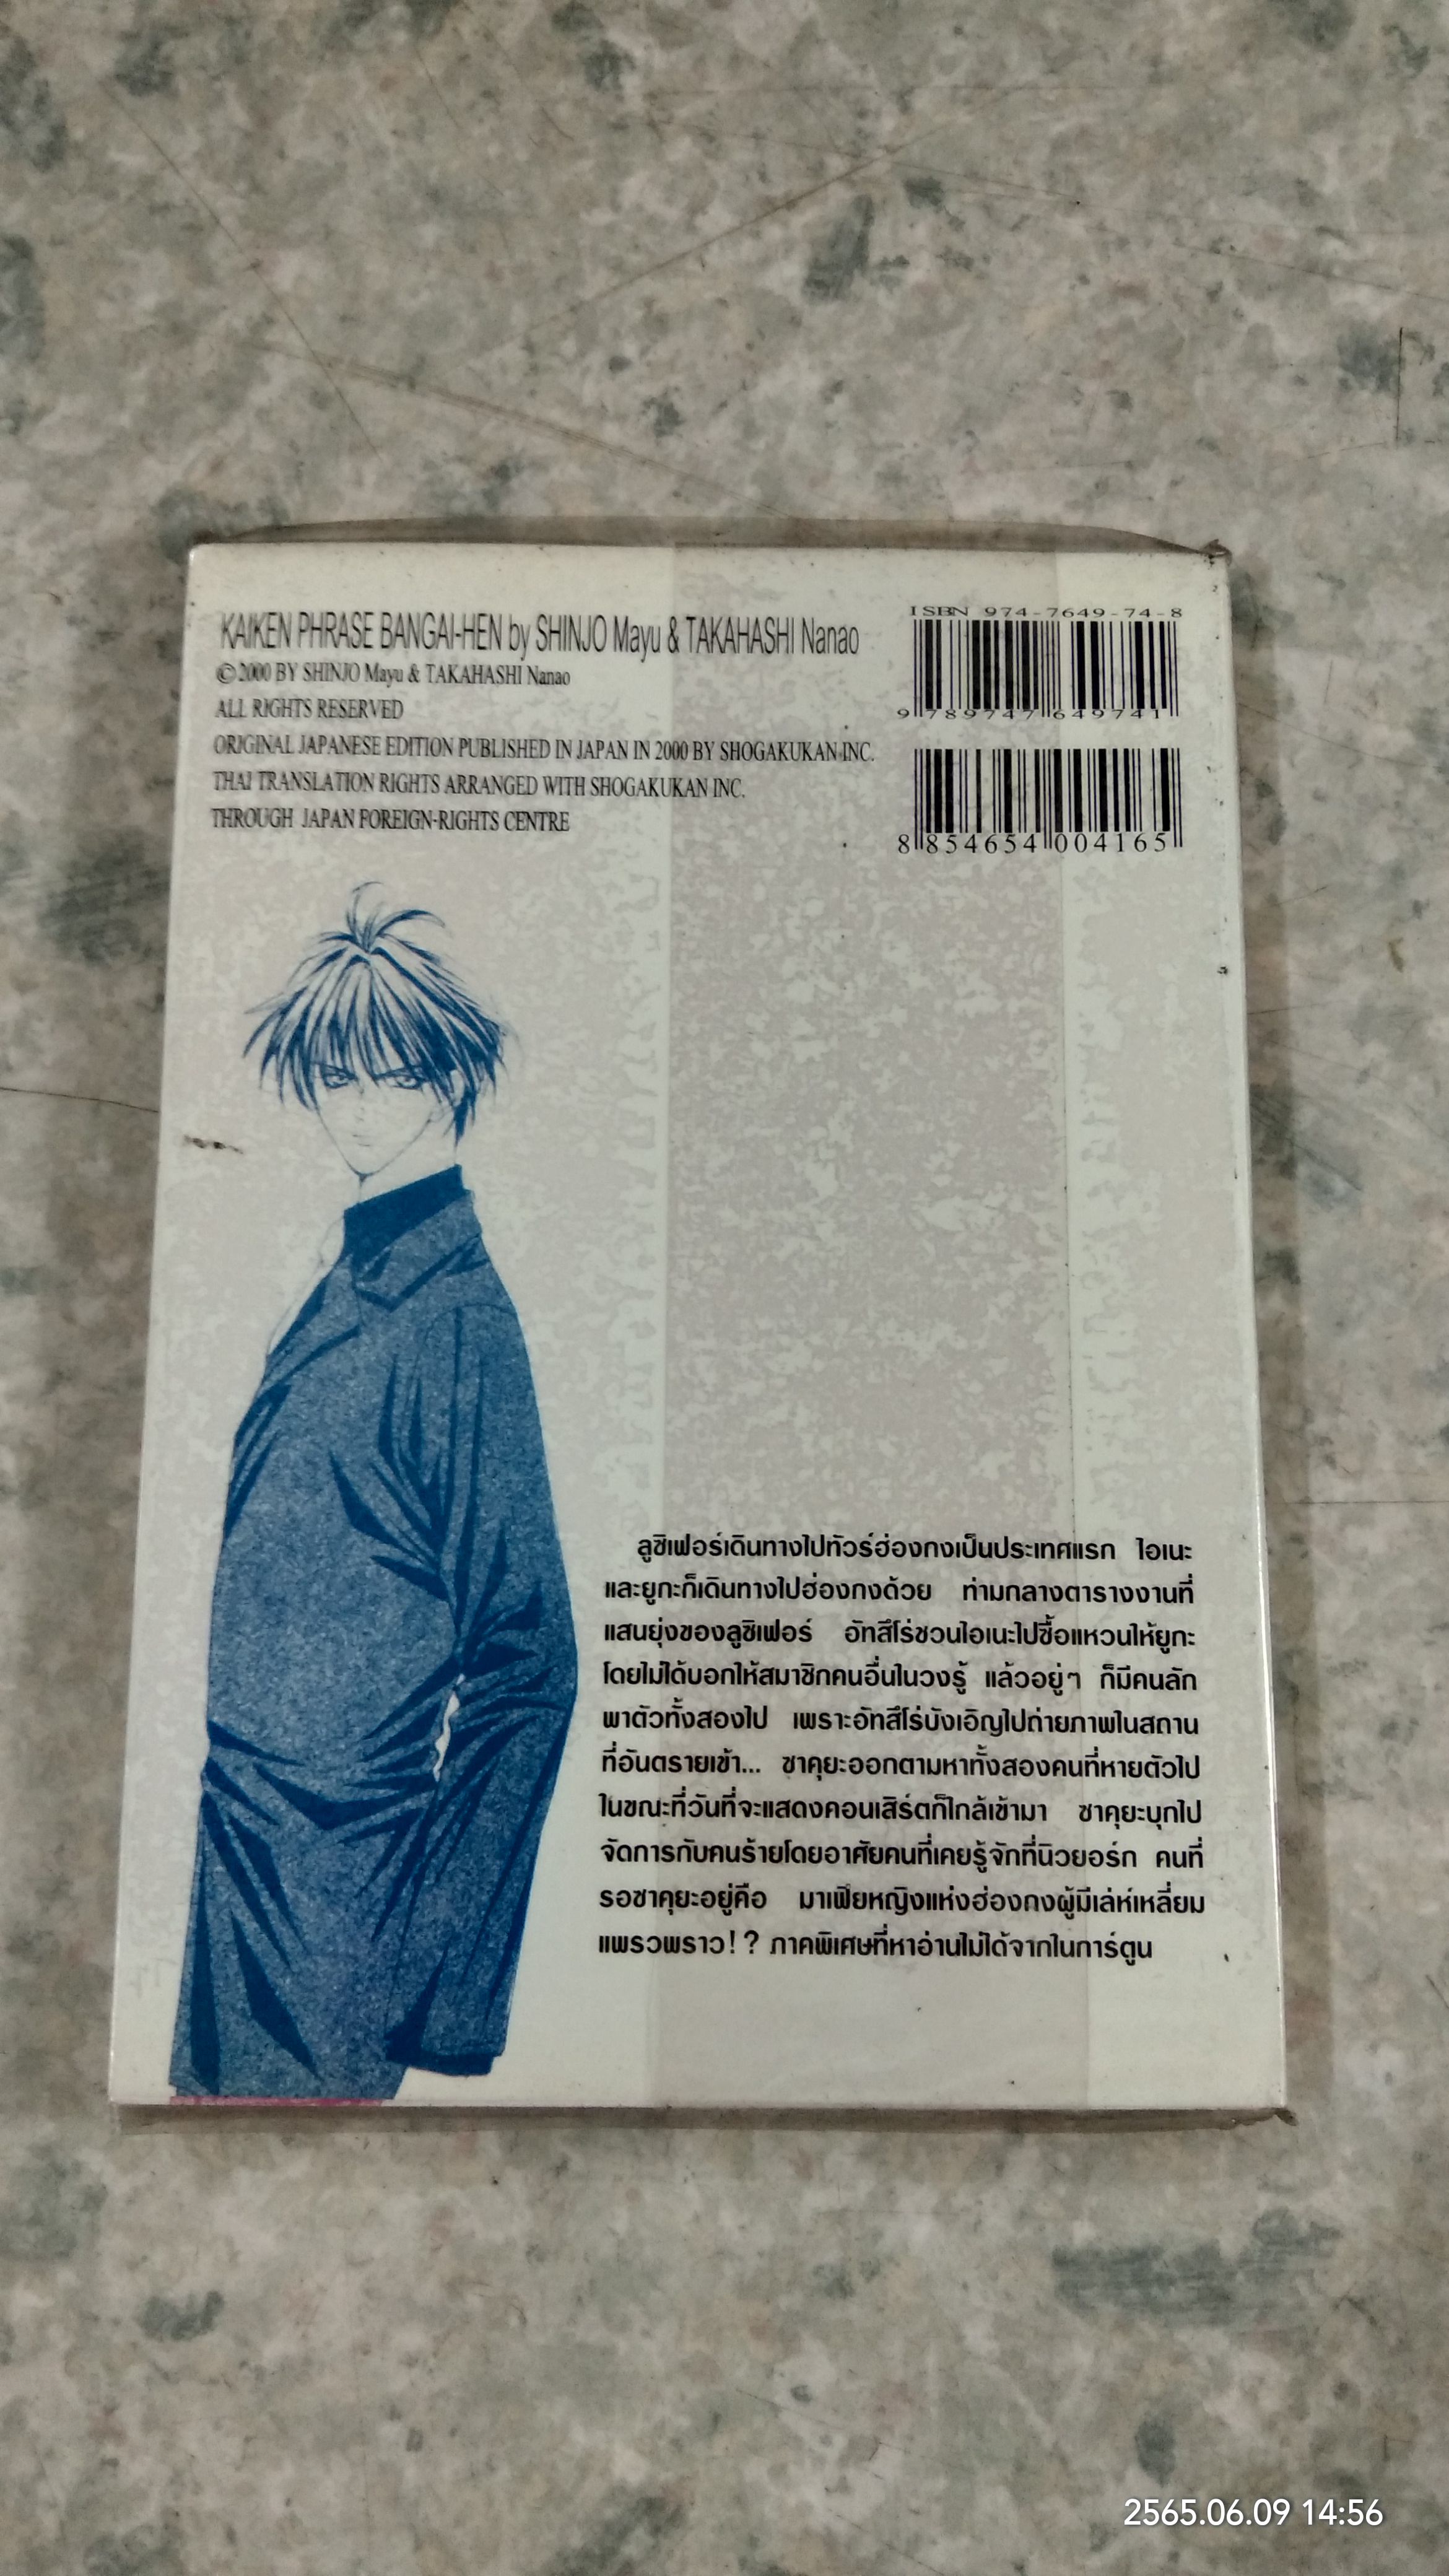 KAIKEN PHRASE BANGAI-HEN by SHINJO Mayu & TAKAHASHI Nanao
©2000 BY SHINJO Mayu & TAKAHASHI Nanao
ALL RIGHTS RESERVED
ORIGINAL JAPANESE EDITION PUBLISHED IN JAPAN IN 2000 BY SHOGAKUKAN INC.
THAI TRANSLATION RIGHTS ARRANGED WITH SHOGAKUKAN INC.
THROUGH JAPAN FOREIGN-RIGHTS CENTRE
ISBN 974-7649-74-8
9 789747 649741
8 854654 004165
ลูซิเฟอร์เดินทางไปทัวร์ฮ่องกงเป็นประเทศแรก ไอเนะ
และยูกะก็เดินทางไปฮ่องกงด้วย ท่ามกลางตารางงานที่
แสนยุ่งของลูซิเฟอร์ อัทสึโร่ชวนไอเนะไปซื้อแหวนให้ยูกะ
โดยไม่ได้บอกให้สมาชิกคนอื่นในวงรู้ แล้วอยู่ๆ ก็มีคนลัก
พาตัวทั้งสองไป เพราะอัทสึโร่บังเอิญไปถ่ายภาพในสถาน
ที่อันตรายเข้า... ซาคุยะออกตามหาทั้งสองคนที่หายตัวไป
ในขณะที่วันที่จะแสดงคอนเสิร์ตก็ใกล้เข้ามา ซาคุยะบุกไป
จัดการกับคนร้ายโดยอาศัยคนที่เคยรู้จักที่นิวยอร์ก คนที่
รอซาคุยะอยู่คือ มาเฟียหญิงแห่งฮ่องกงผู้มีเล่ห์เหลี่ยม
แพรวพราว!? ภาคพิเศษที่หาอ่านไม่ได้จากในการ์ตูน
2565.06.09 14:56